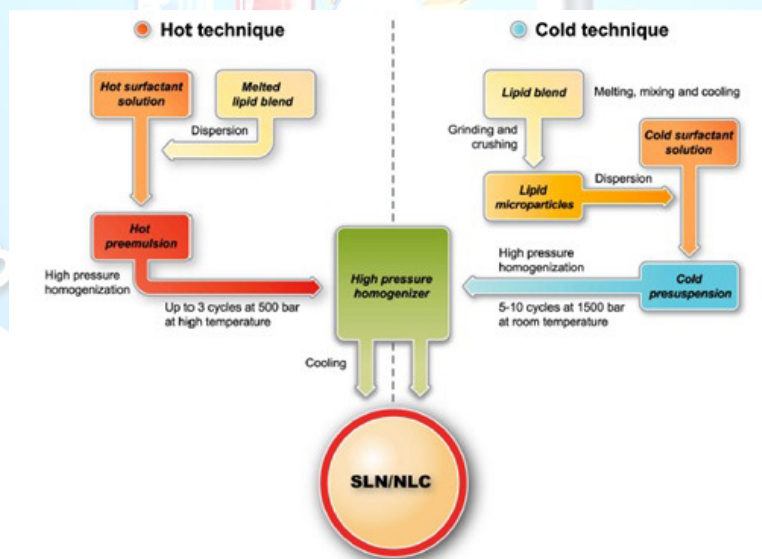 Hot technique
Hot surfactant
solution
Melted
lipid blend
Dispersion
Hot
preemulsion
High pressure
homogenization
Up to 3 cycles at 500 bar
at high temperature
Cold technique
Lipid blend
Melting, mixing and cooling
Grinding and
crushing
Cold surfactant
solution
Lipid
microparticles
Dispersion
High pressure
homogenization
Cold
presuspension
5-10 cycles at 1500 bar
at room temperature
High pressure
homogenizer
Cooling
SLN/NLC